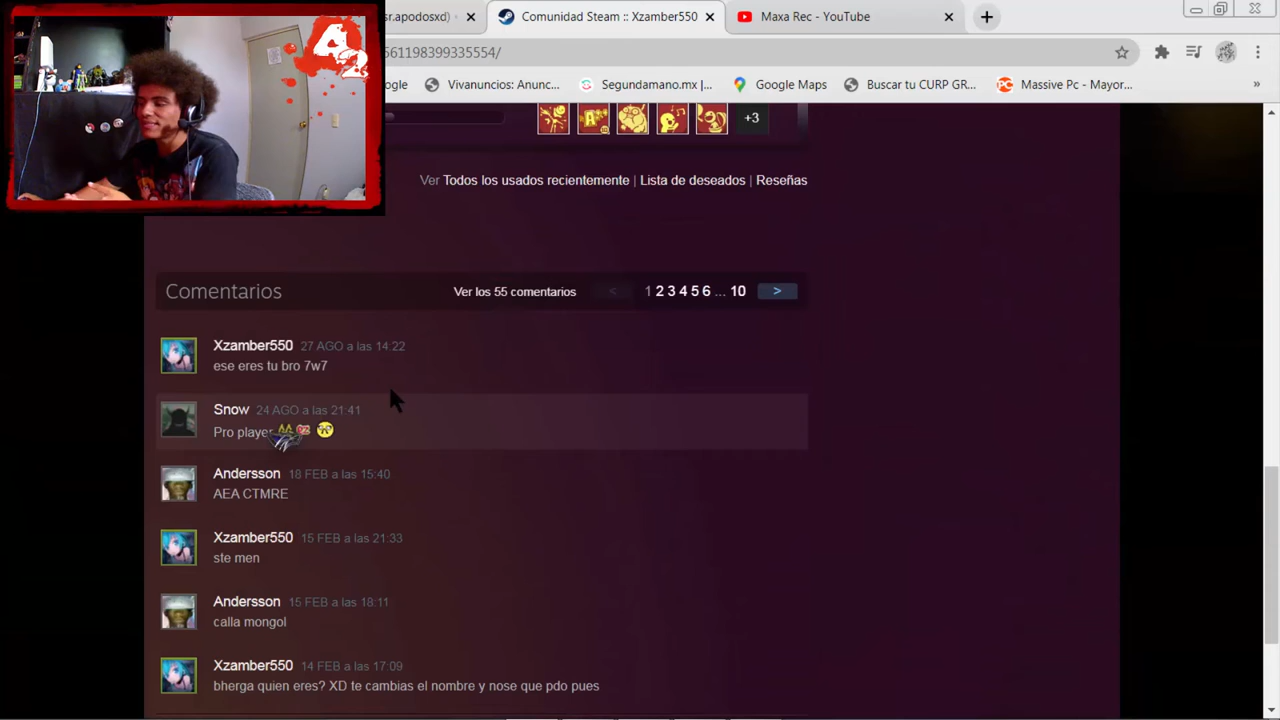 sr.apodosxd)
Comunidad Steam :: Xzamber550
Maxa Rec - YouTube
561198399335554/
ogle
Vivanuncios: Anunc...
Segundamano.mx |...
Google Maps
Buscar tu CURP GR...
Massive Pc - Mayor...
»
A2
+3
Ver Todos los usados recientemente | Lista de deseados | Reseñas
Comentarios
Ver los 55 comentarios
< 1 2 3 4 5 6 ... 10 >
Xzamber550 27 AGO a las 14:22
ese eres tu bro 7w7
Snow 24 AGO a las 21:41
Pro player
Andersson 18 FEB a las 15:40
AEA CTMRE
Xzamber550 15 FEB a las 21:33
ste men
Andersson 15 FEB a las 18:11
calla mongol
Xzamber550 14 FEB a las 17:09
bherga quien eres? XD te cambias el nombre y nose que pdo pues